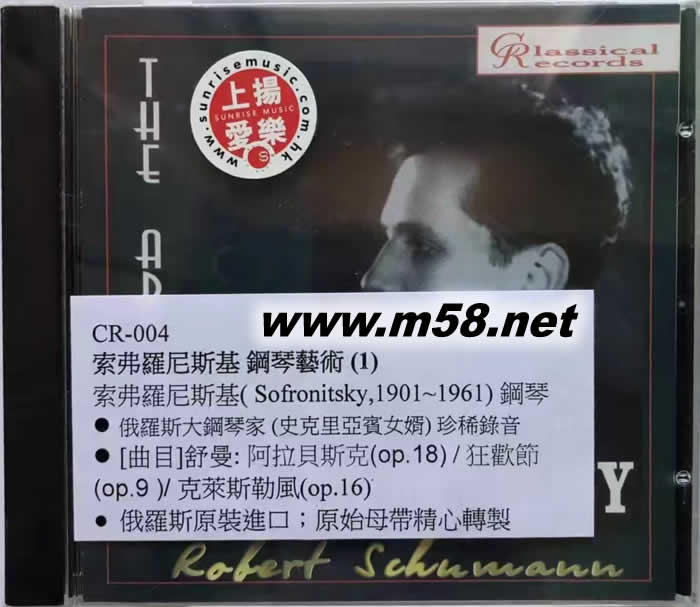 Classical
Records
www.sunrisemusic.com.hk
上揚
SUNRISE MUSIC
愛樂
THE
www.m58.net
CR-004
索弗羅尼斯基 鋼琴藝術 (1)
索弗羅尼斯基( Sofronitsky,1901~1961) 鋼琴
● 俄羅斯大鋼琴家 (史克里亞賓女婿) 珍稀錄音
● [曲目]舒曼: 阿拉貝斯克(op.18) / 狂歡節
(op.9 )/ 克萊斯勒風(op.16)
● 俄羅斯原裝進口；原始母帶精心轉製
Y
Robert Schumann